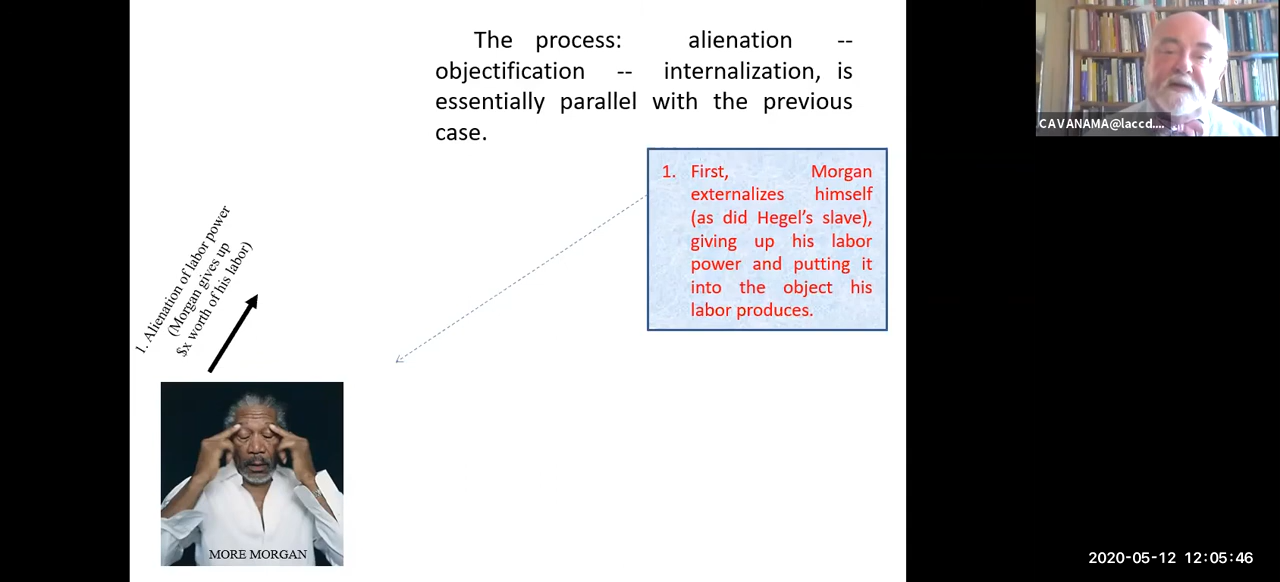 The process: alienation --
objectification -- internalization, is
essentially parallel with the previous
case.
CAVANAMA@laccd....
1. First, Morgan
externalizes himself
(as did Hegel's slave),
giving up his labor
power and putting it
into the object his
labor produces.
1. Alienation of labor power
(Morgan gives up
$x worth of his labor)
MORE MORGAN
2020-05-12 12:05:46